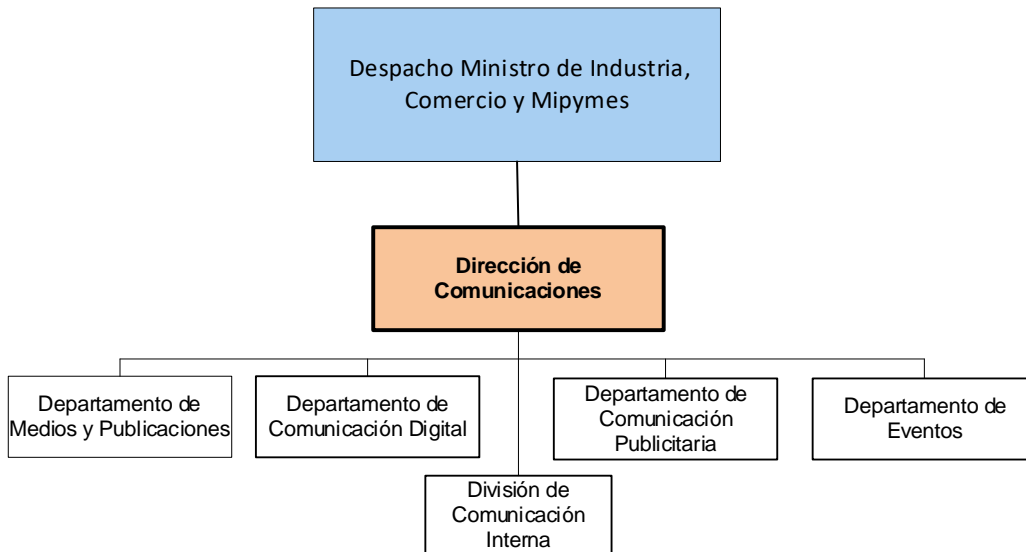 Despacho Ministro de Industria,
Comercio y Mipymes
Dirección de
Comunicaciones
Departamento de
Medios y Publicaciones
Departamento de
Comunicación Digital
Departamento de
Comunicación
Publicitaria
Departamento de
Eventos
División de
Comunicación
Interna